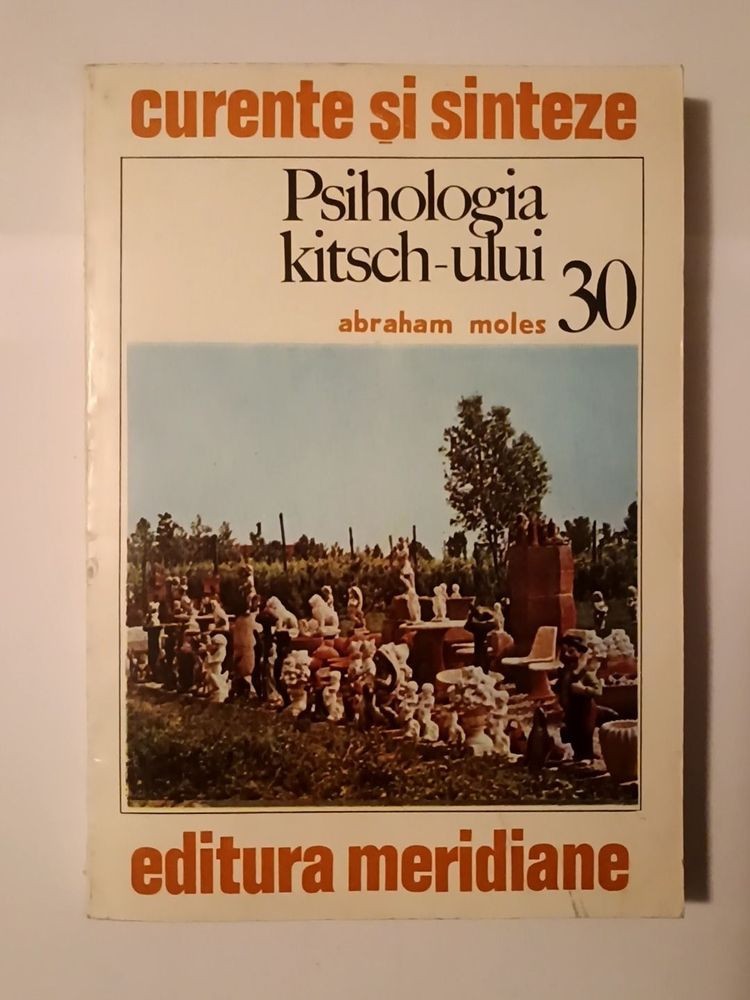 curente și sinteze
Psihologia
kitsch-ului
30
abraham moles
editura meridiane